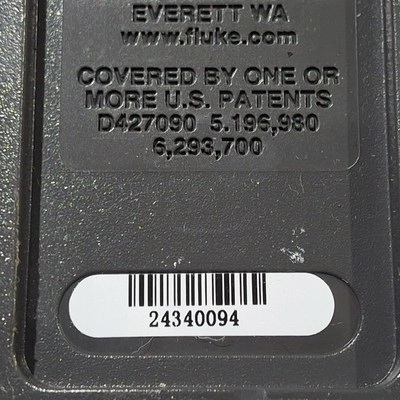 EVERETT WA
www.fluke.com
COVERED BY ONE OR
MORE U.S. PATENTS
D427090 5.196,980
6,293,700
24340094